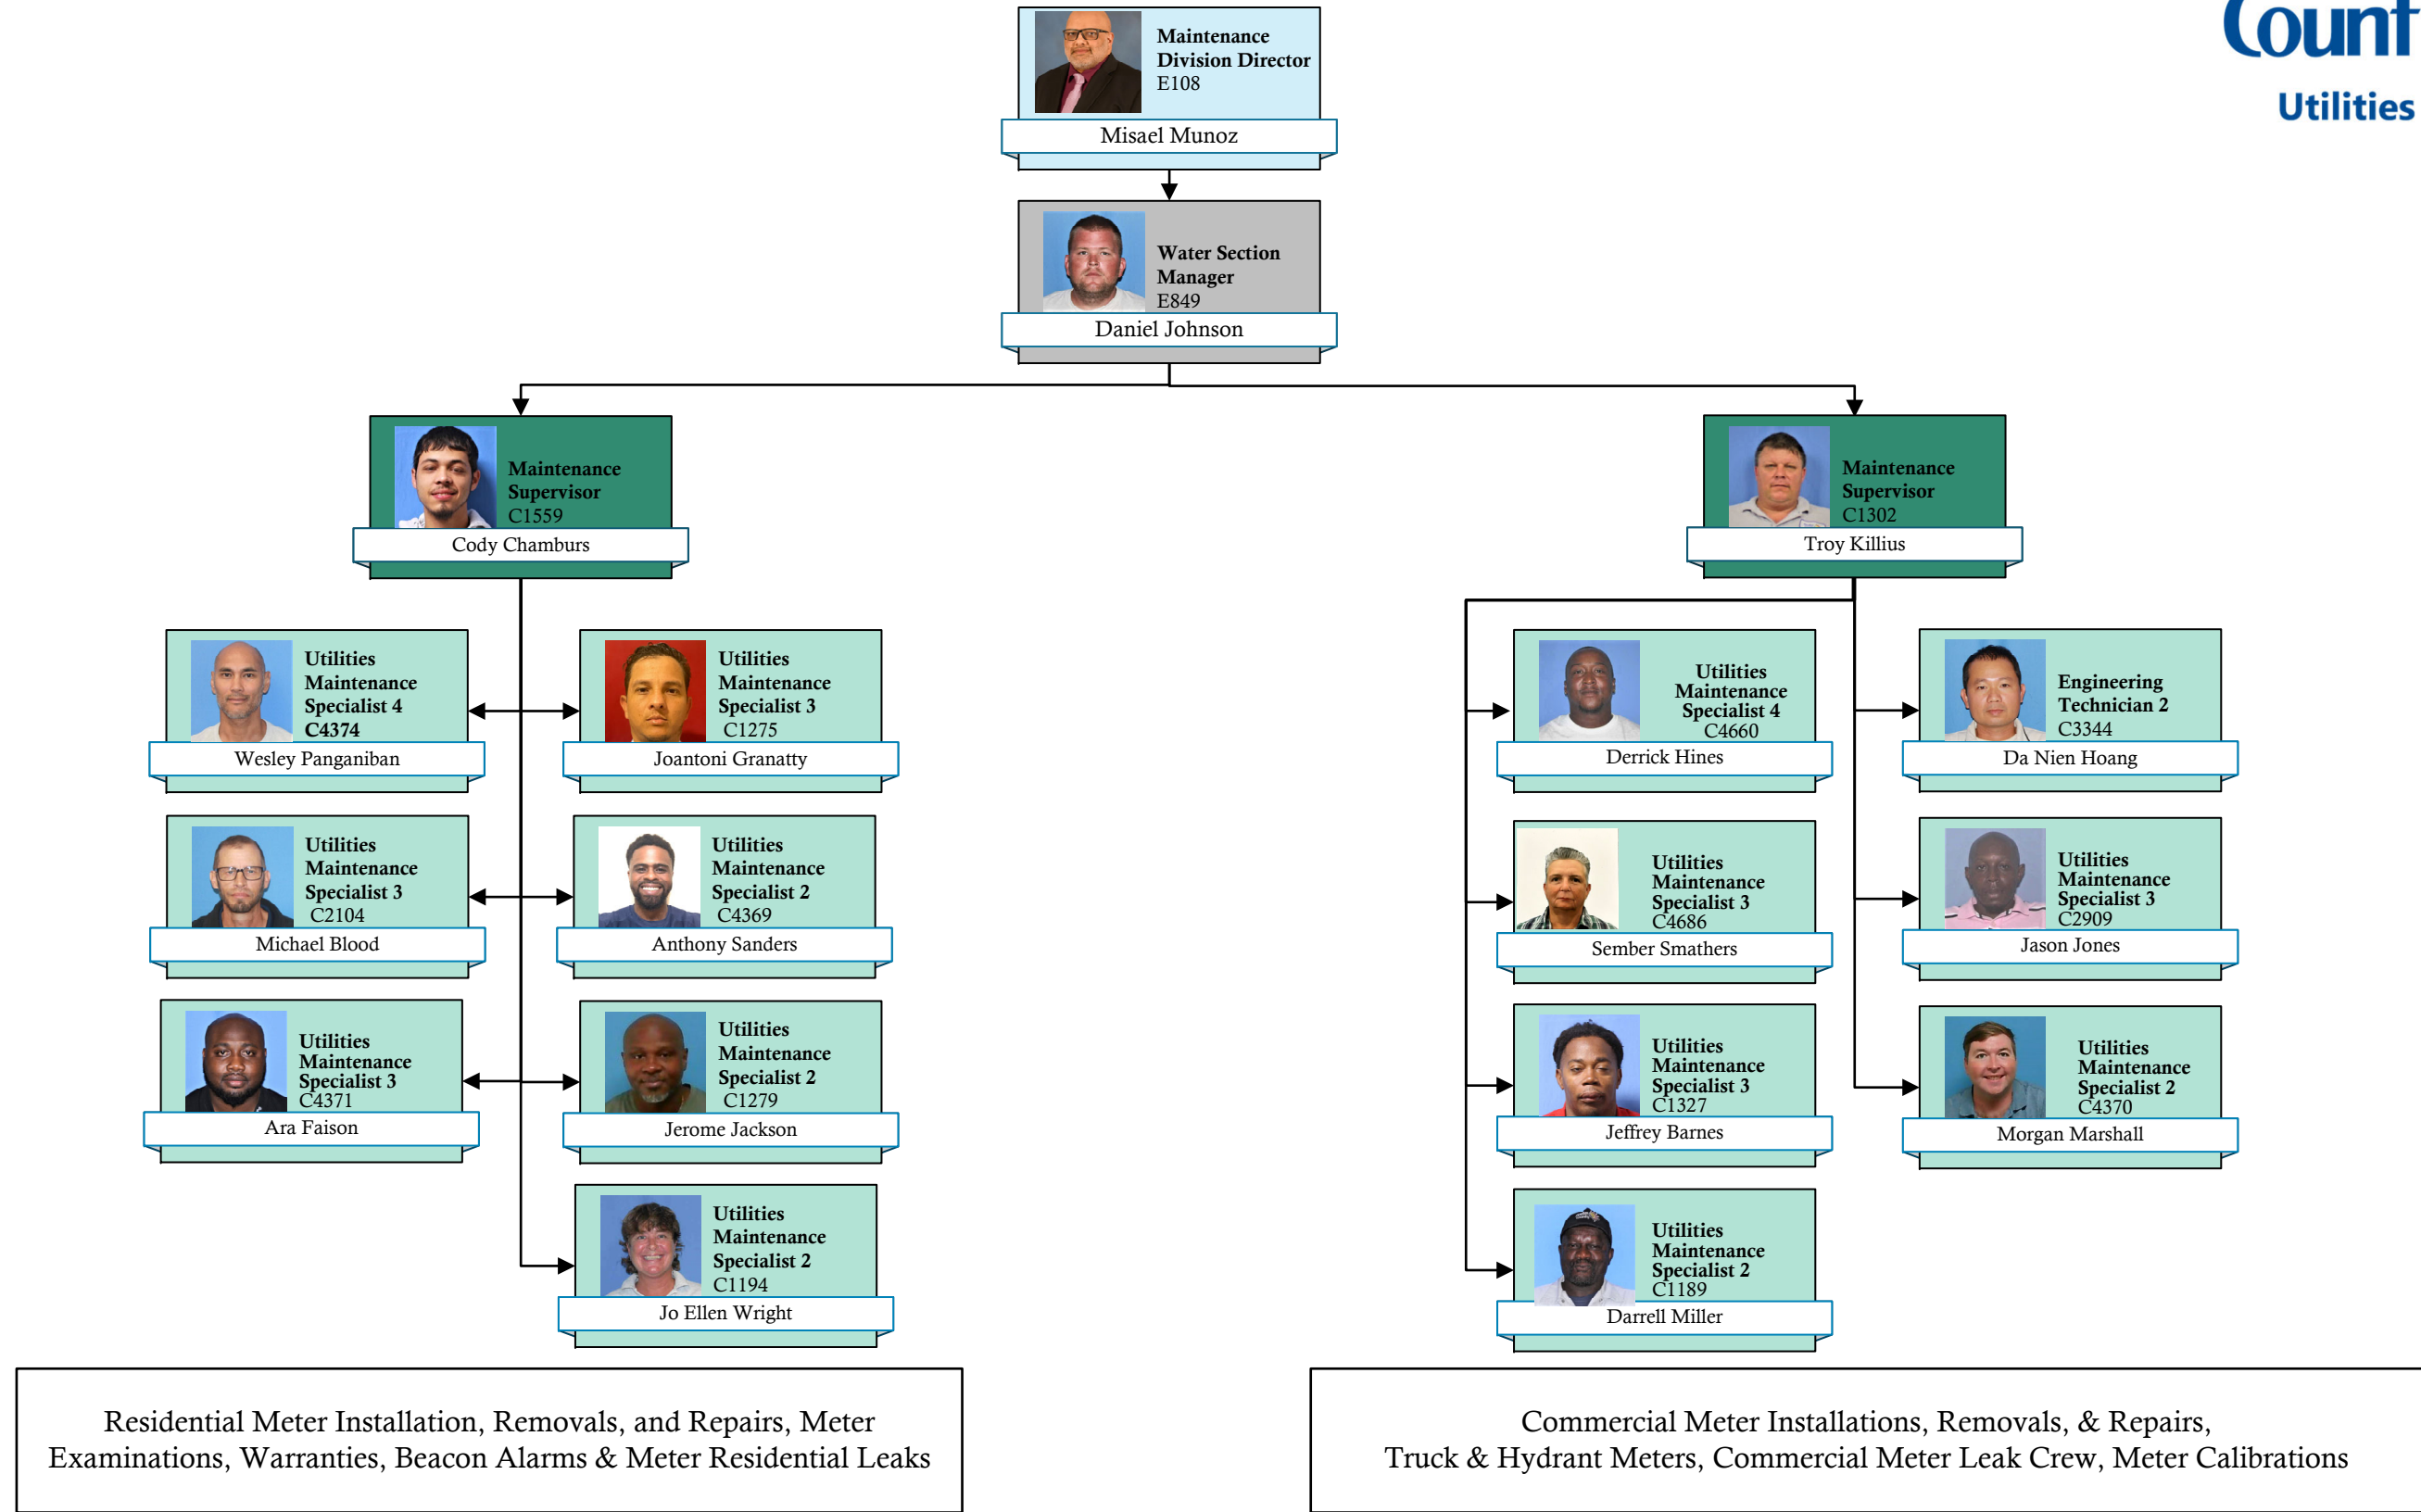 Utilities
Maintenance
Division Director
E108
Misael Munoz
Water Section
Manager
E849
Daniel Johnson
Maintenance
Supervisor
C1559
Cody Chamburs
Maintenance
Supervisor
C1302
Troy Killius
Utilities
Maintenance
Specialist 4
C4374
Wesley Panganiban
Utilities
Maintenance
Specialist 3
C1275
Joantoni Granatty
Utilities
Maintenance
Specialist 3
C2104
Michael Blood
Utilities
Maintenance
Specialist 2
C4369
Anthony Sanders
Utilities
Maintenance
Specialist 3
C4371
Ara Faison
Utilities
Maintenance
Specialist 2
C1279
Jerome Jackson
Utilities
Maintenance
Specialist 2
C1194
Jo Ellen Wright
Utilities
Maintenance
Specialist 4
C4660
Derrick Hines
Engineering
Technician 2
C3344
Da Nien Hoang
Utilities
Maintenance
Specialist 3
C4686
Sember Smathers
Utilities
Maintenance
Specialist 3
C2909
Jason Jones
Utilities
Maintenance
Specialist 3
C1327
Jeffrey Barnes
Utilities
Maintenance
Specialist 2
C4370
Morgan Marshall
Utilities
Maintenance
Specialist 2
C1189
Darrell Miller
Residential Meter Installation, Removals, and Repairs, Meter
Examinations, Warranties, Beacon Alarms & Meter Residential Leaks
Commercial Meter Installations, Removals, & Repairs,
Truck & Hydrant Meters, Commercial Meter Leak Crew, Meter Calibrations